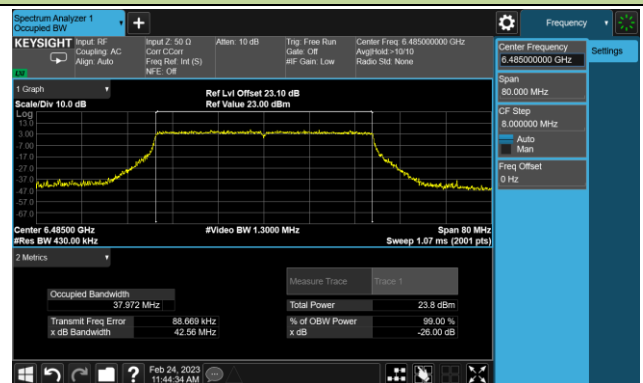 Spectrum Analyzer 1
Occupied BW
Frequency
KEYSIGHT
Input: RF
Coupling: AC
Align: Auto
Input Z: 50 Ω
Corr CCorr
Freq Ref: Int (S)
NFE: Off
Atten: 10 dB
Trig: Free Run
Gate: Off
#IF Gain: Low
Center Freq: 6.485000000 GHz
Avg|Hold:>10/10
Radio Std: None
Center Frequency
6.485000000 GHz
Settings
Span
80.000 MHz
CF Step
8.000000 MHz
Auto
Man
Freq Offset
0 Hz
1 Graph
Scale/Div 10.0 dB
Ref Lvl Offset 23.10 dB
Ref Value 23.00 dBm
Log
13.0
3.00
-7.00
-17.0
-27.0
-37.0
-47.0
-57.0
-67.0
Center 6.48500 GHz
#Res BW 430.00 kHz
#Video BW 1.3000 MHz
Span 80 MHz
Sweep 1.07 ms (2001 pts)
2 Metrics
Measure Trace
Trace 1
Occupied Bandwidth
37.972 MHz
Total Power
23.8 dBm
Transmit Freq Error
88.669 kHz
% of OBW Power
99.00 %
x dB Bandwidth
42.56 MHz
x dB
-26.00 dB
Feb 24, 2023
11:44:34 AM